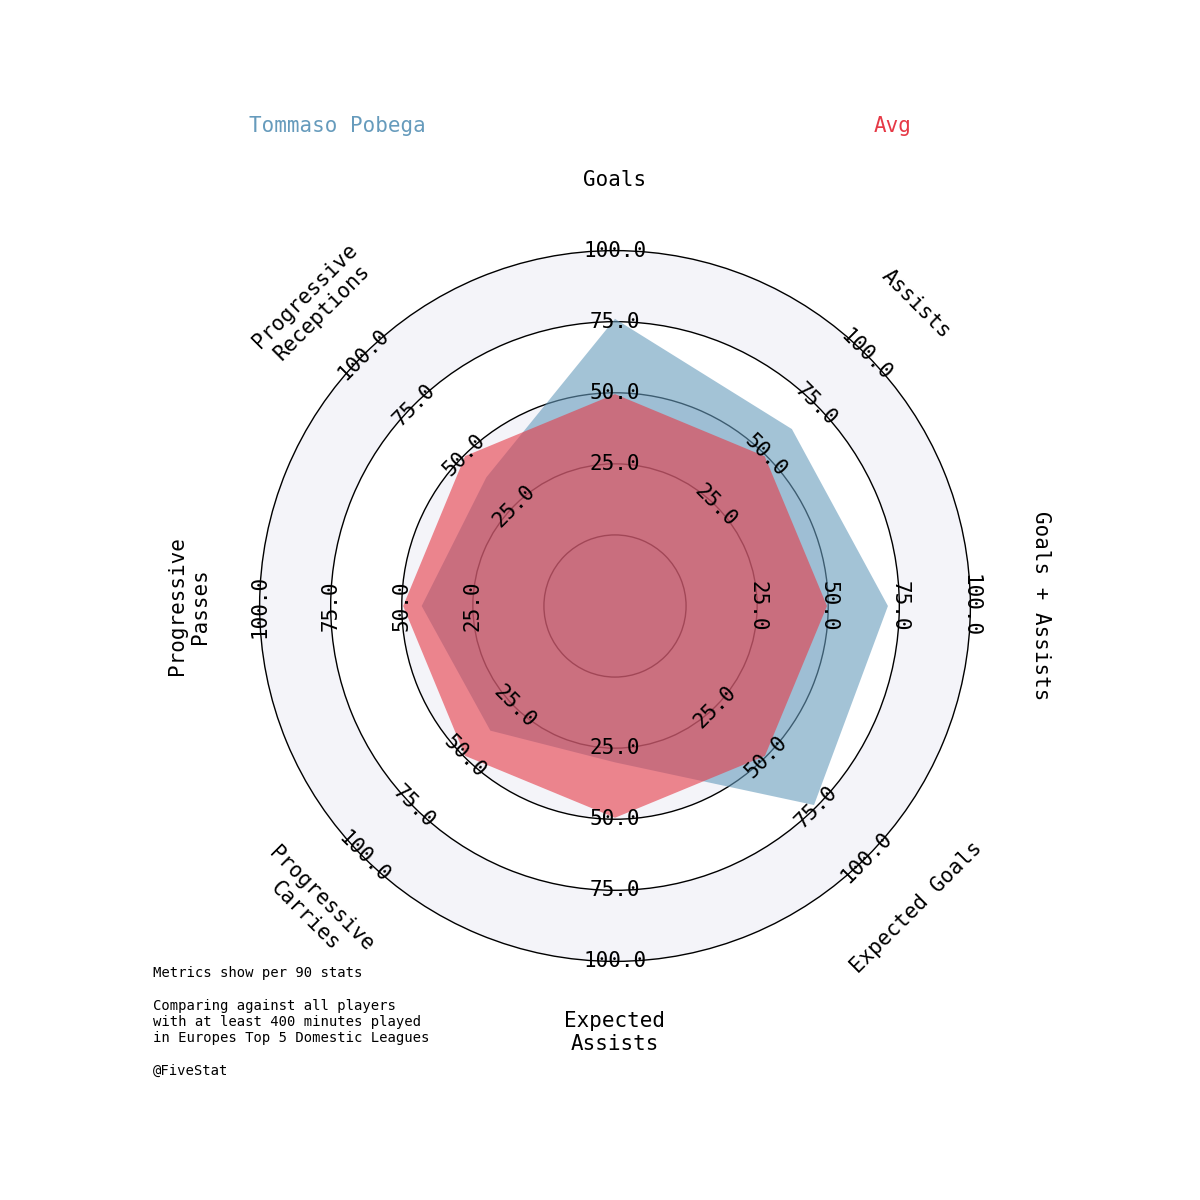 Tommaso Pobega
Avg
Goals
Assists
Goals + Assists
Expected Goals
Expected
Assists
Progressive
Carries
Progressive
Passes
Progressive
Receptions
25.0
50.0
75.0
100.0
25.0
50.0
75.0
100.0
25.0
50.0
75.0
100.0
25.0
50.0
75.0
100.0
25.0
50.0
75.0
100.0
25.0
50.0
75.0
100.0
25.0
50.0
75.0
100.0
25.0
50.0
75.0
100.0
Metrics show per 90 stats
Comparing against all players
with at least 400 minutes played
in Europes Top 5 Domestic Leagues
@FiveStat